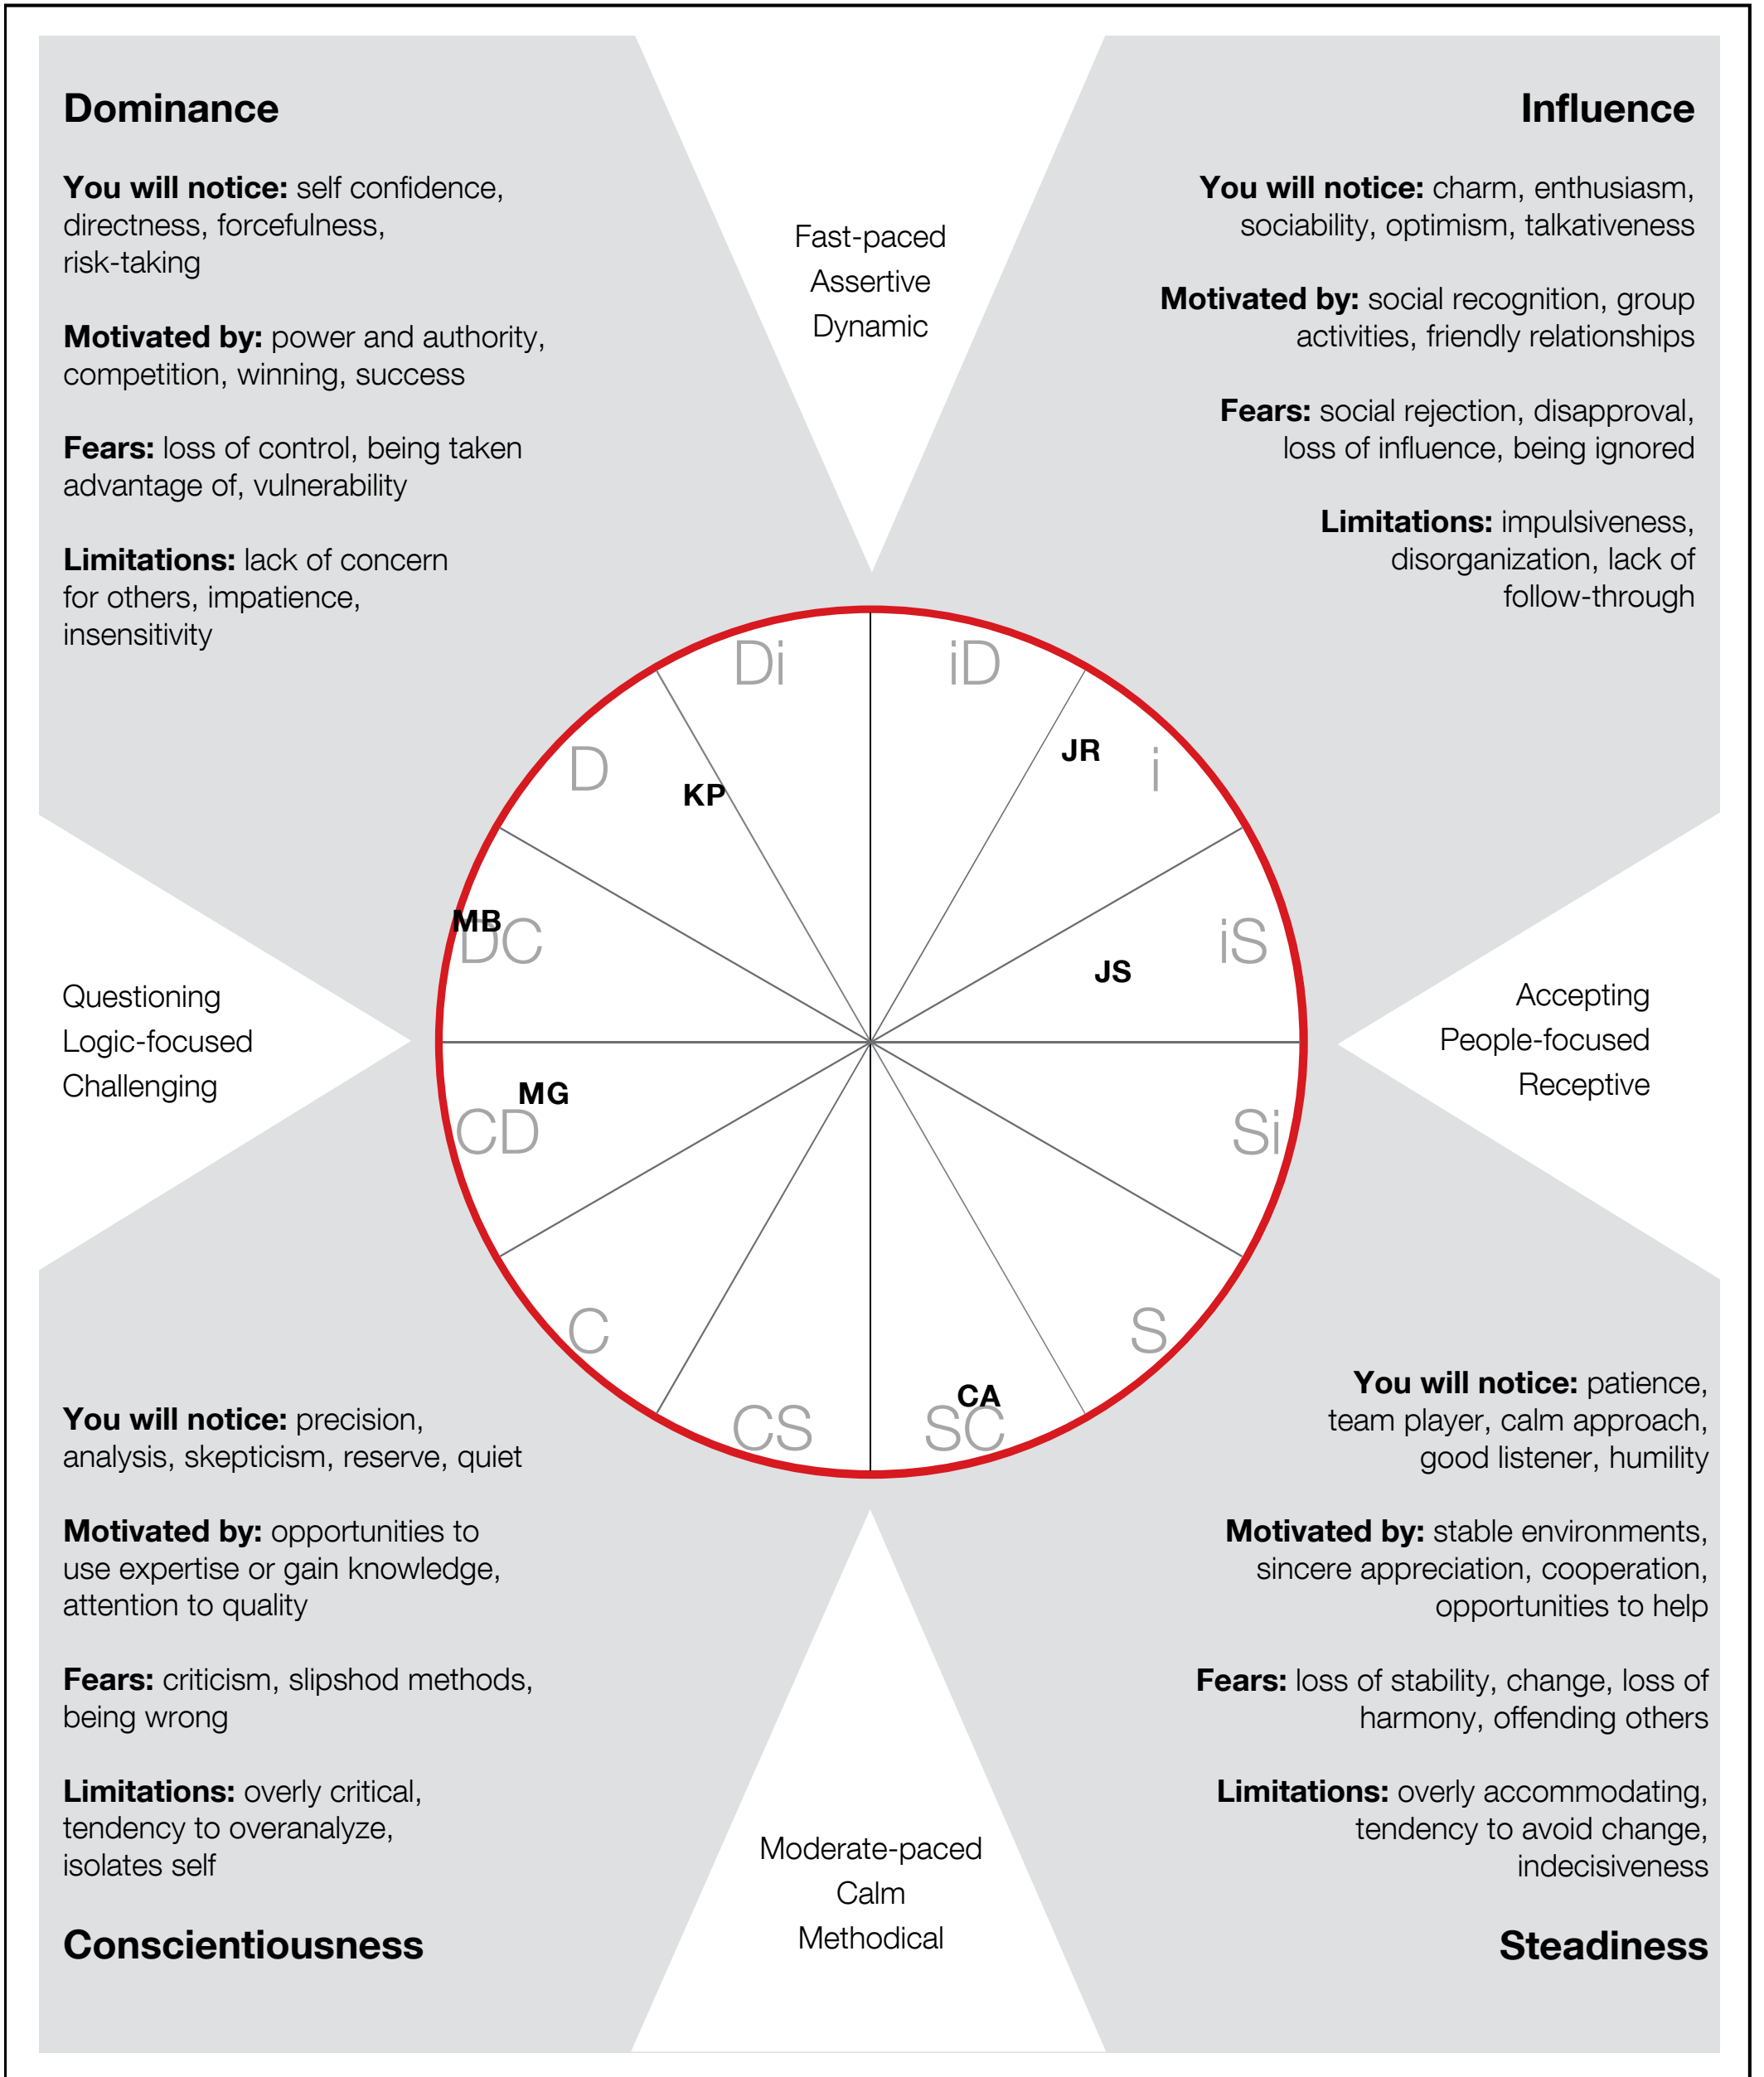 Dominance
You will notice: self confidence,
directness, forcefulness,
risk-taking
Motivated by: power and authority,
competition, winning, success
Fears: loss of control, being taken
advantage of, vulnerability
Limitations: lack of concern
for others, impatience,
insensitivity
Fast-paced
Assertive
Dynamic
Influence
You will notice: charm, enthusiasm,
sociability, optimism, talkativeness
Motivated by: social recognition, group
activities, friendly relationships
Fears: social rejection, disapproval,
loss of influence, being ignored
Limitations: impulsiveness,
disorganization, lack of
follow-through
Di
iD
JR
i
D
KP
MB
DC
iS
JS
Questioning
Logic-focused
Challenging
Accepting
People-focused
Receptive
MG
CD
Si
C
S
CA
CS
SC
You will notice: precision,
analysis, skepticism, reserve, quiet
Motivated by: opportunities to
use expertise or gain knowledge,
attention to quality
Fears: criticism, slipshod methods,
being wrong
Limitations: overly critical,
tendency to overanalyze,
isolates self
Conscientiousness
Moderate-paced
Calm
Methodical
You will notice: patience,
team player, calm approach,
good listener, humility
Motivated by: stable environments,
sincere appreciation, cooperation,
opportunities to help
Fears: loss of stability, change, loss of
harmony, offending others
Limitations: overly accommodating,
tendency to avoid change,
indecisiveness
Steadiness